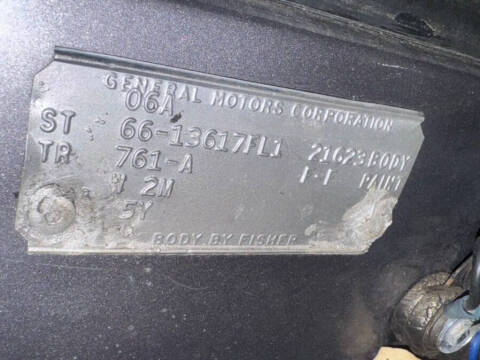 GENERAL MOTORS CORPORATION
06A
ST 66-13617FL1 21623 BODY
TR 761-A F-F PAINT
2M
5Y
BODY BY FISHER